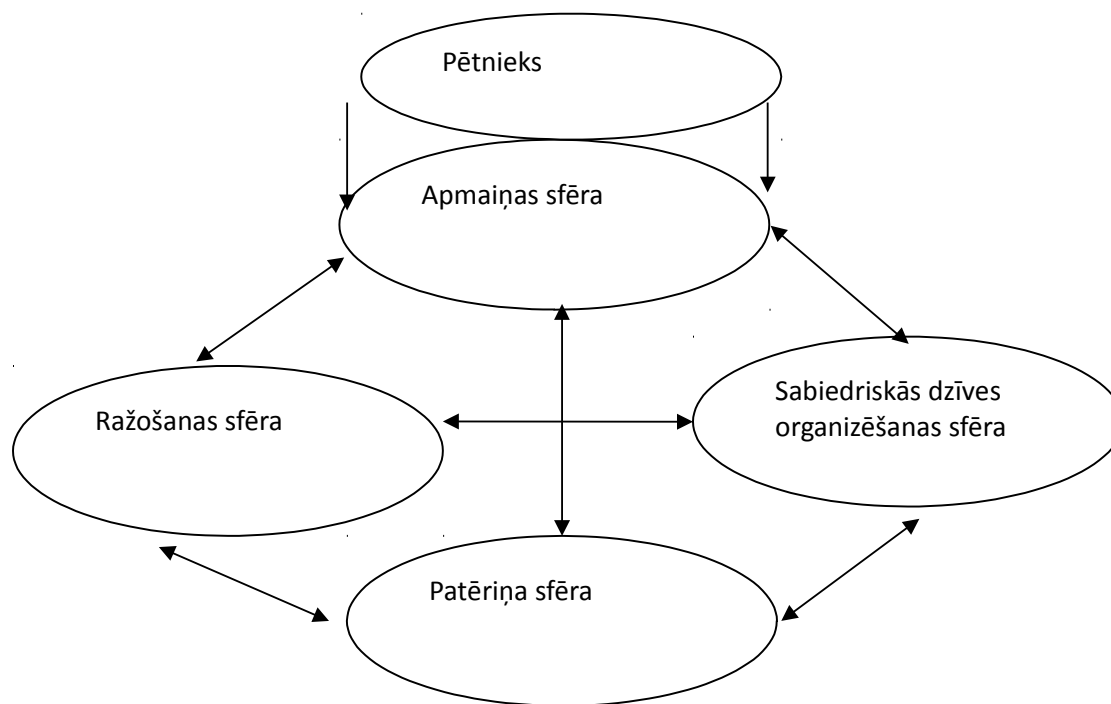 Pētnieks
Apmaiņas sfēra
Ražošanas sfēra
Sabiedriskās dzīves
organizēšanas sfēra
Patēriņa sfēra